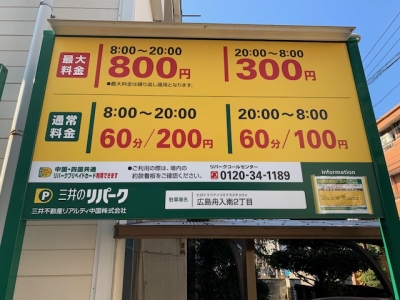 最大料金
8:00～20:00
800円
●最大料金は繰り返し適用となります。
20:00～8:00
300円
通常料金
8:00～20:00
60分/200円
20:00～8:00
60分/100円
中国・四国共通
リパークプリペイドカード利用できます
●ご利用の際は、場内の
約款看板をご確認ください。
リパークコールセンター
0120-34-1189
Information
P 三井のリパーク
三井不動産リアルティ中国株式会社
駐車場名
広島舟入南2丁目